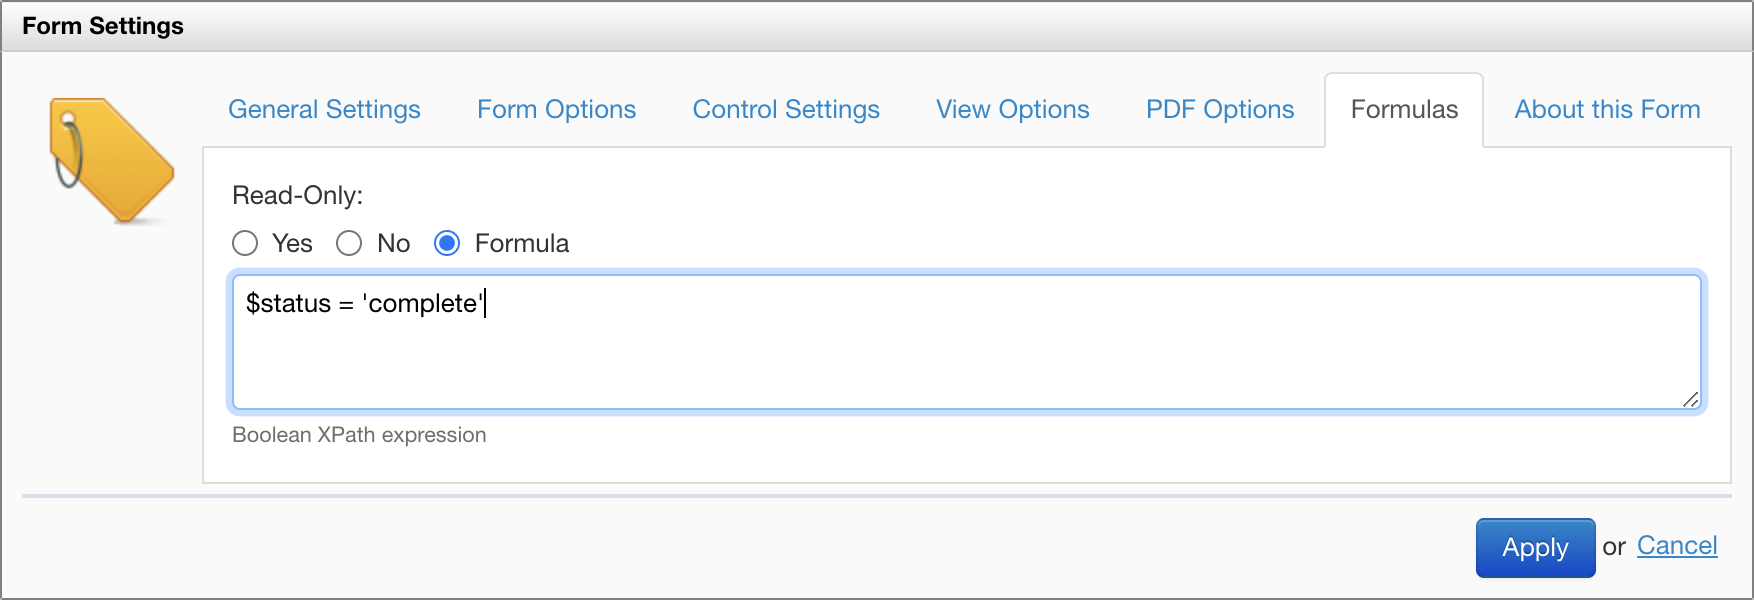 Form Settings
General Settings Form Options Control Settings View Options PDF Options Formulas About this Form
Read-Only:
Yes No Formula
$status = 'complete'
Boolean XPath expression
Apply or Cancel